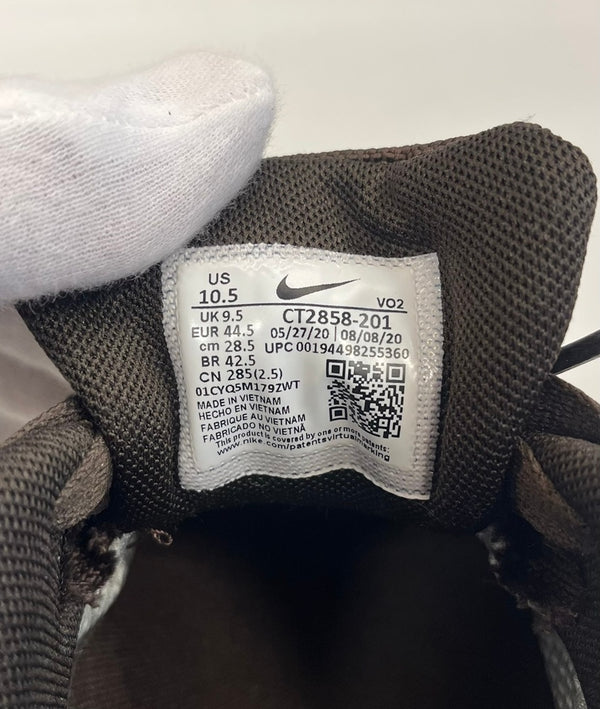 US
10.5
VO2
UK 9.5
CT2858-201
EUR 44.5
05/27/20 | 08/08/20
cm 28.5
UPC 00194498255360
BR 42.5
CN 285(2.5)
01CYQ5M179ZWT
MADE IN VIETNAM
HECHO EN VIETNAM
FABRIQUE AU VIETNAM
FABRICADO NO VIETNÃ
This product is covered by one or more patents:
www.nike.com/patentsvirtualmarking